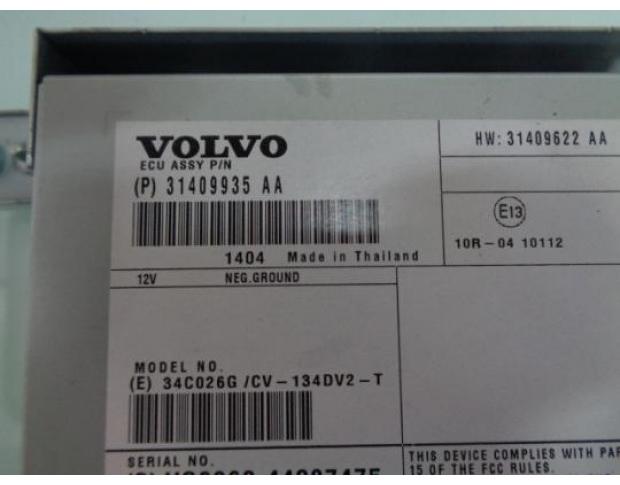 VOLVO
ECU ASSY P/N
(P) 31409935 AA
1404 Made in Thailand
HW: 31409622 AA
E13
10R-04 10112
12V NEG.GROUND
MODEL NO.
(E) 34C026G /CV-134DV2-T
SERIAL NO.
THIS DEVICE COMPLIES WITH PAR
15 OF THE FCC RULES.